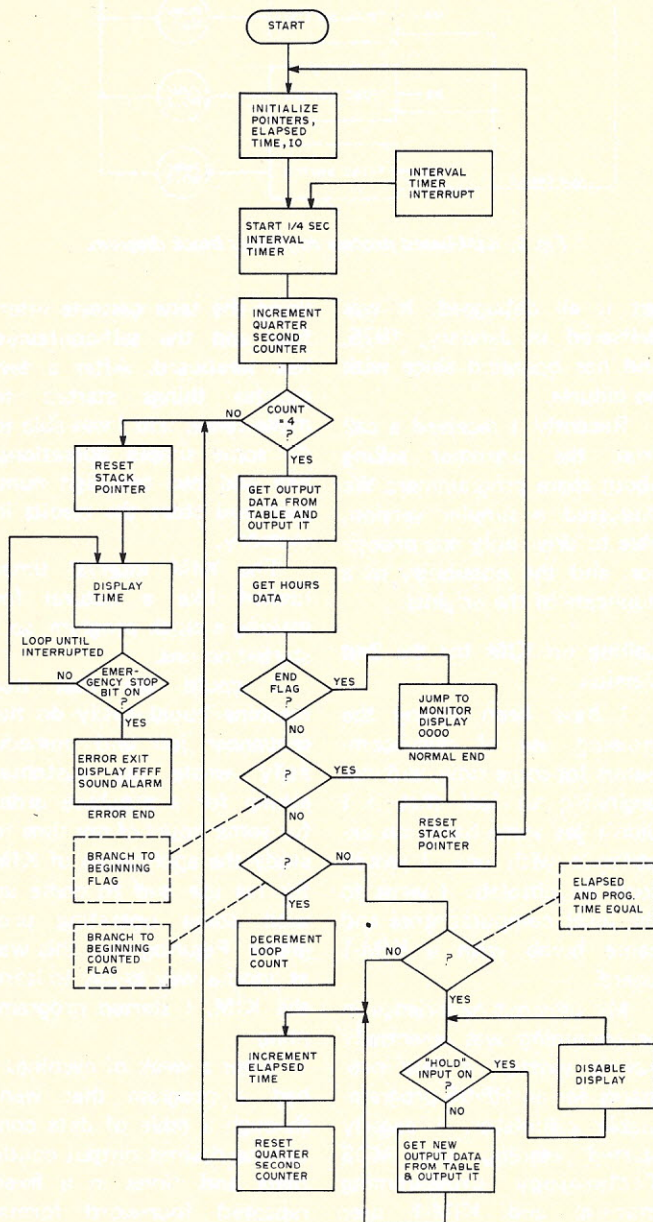 START
INITIALIZE
POINTERS,
ELAPSED
TIME, IO
INTERVAL
TIMER
INTERRUPT
START 1/4 SEC
INTERVAL
TIMER
INCREMENT
QUARTER
SECOND
COUNTER
NO
COUNT
= 4
?
YES
RESET
STACK
POINTER
GET OUTPUT
DATA FROM
TABLE AND
OUTPUT IT
DISPLAY
TIME
GET HOURS
DATA
LOOP UNTIL
INTERRUPTED
NO
EMER-
GENCY STOP
BIT ON
?
YES
END
FLAG
?
YES
NO
JUMP TO
MONITOR
DISPLAY
0000
NORMAL END
ERROR EXIT
DISPLAY FFFF
SOUND ALARM
ERROR END
?
YES
NO
RESET
STACK
POINTER
BRANCH TO
BEGINNING
FLAG
?
NO
YES
ELAPSED
AND PROG.
TIME EQUAL
BRANCH TO
BEGINNING
COUNTED
FLAG
DECREMENT
LOOP
COUNT
NO
?
YES
INCREMENT
ELAPSED
TIME
"HOLD"
INPUT ON
?
YES
NO
DISABLE
DISPLAY
RESET
QUARTER
SECOND
COUNTER
GET NEW
OUTPUT DATA
FROM TABLE
& OUTPUT IT